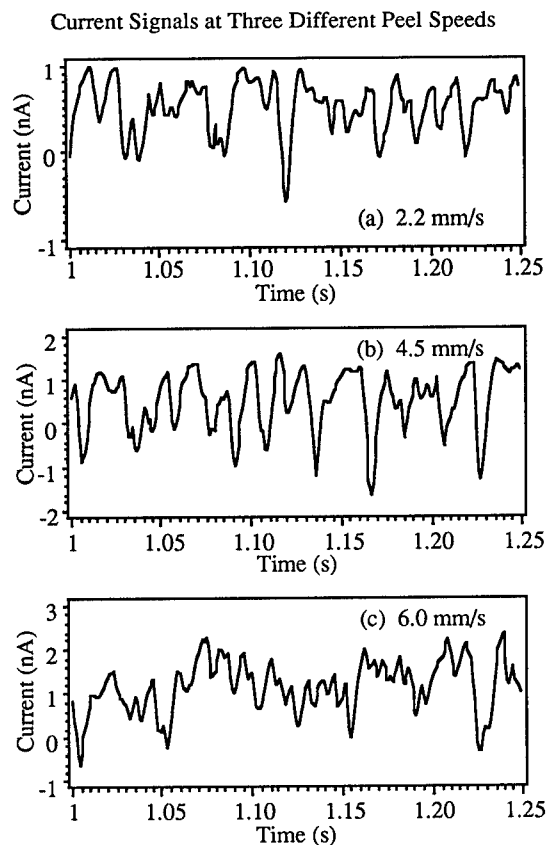 Current Signals at Three Different Peel Speeds
Current (nA)
1
0
-1
(a) 2.2 mm/s
1 1.05 1.10 1.15 1.20 1.25
Time (s)
Current (nA)
2
1
0
-1
-2
(b) 4.5 mm/s
1 1.05 1.10 1.15 1.20 1.25
Time (s)
Current (nA)
3
2
1
0
-1
(c) 6.0 mm/s
1 1.05 1.10 1.15 1.20 1.25
Time (s)